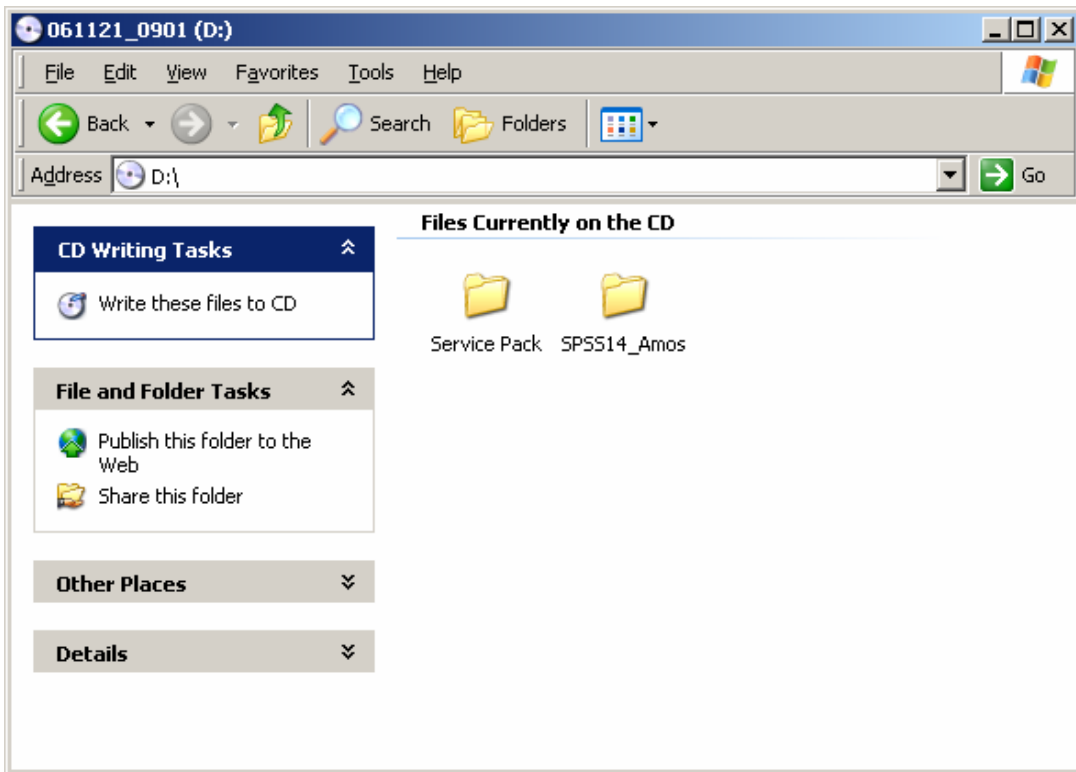 061121_0901 (D:)
File Edit View Favorites Tools Help
Back Search Folders
Address D:\ Go
Files Currently on the CD
CD Writing Tasks
Write these files to CD
Service Pack SPSS14_Amos
File and Folder Tasks
Publish this folder to the
Web
Share this folder
Other Places
Details